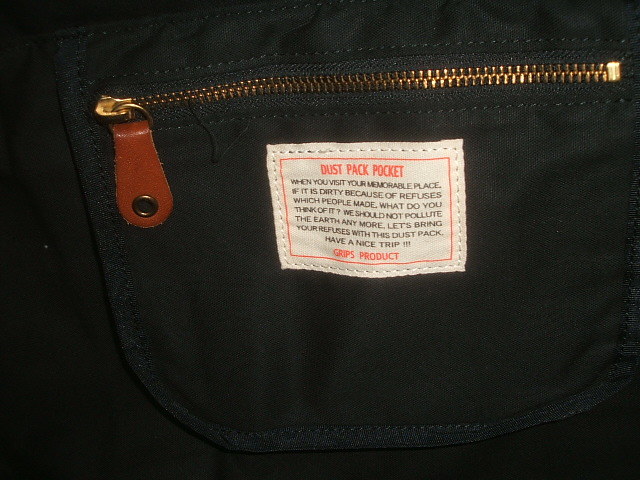 DUST PACK POCKET
WHEN YOU VISIT YOUR MEMORABLE PLACE,
IF IT IS DIRTY BECAUSE OF REFUSES
WHICH PEOPLE MADE, WHAT DO YOU
THINK OF IT? WE SHOULD NOT POLLUTE
THE EARTH ANY MORE, LET'S BRING
YOUR REFUSES WITH THIS DUST PACK.
HAVE A NICE TRIP !!!
GRIPS PRODUCT